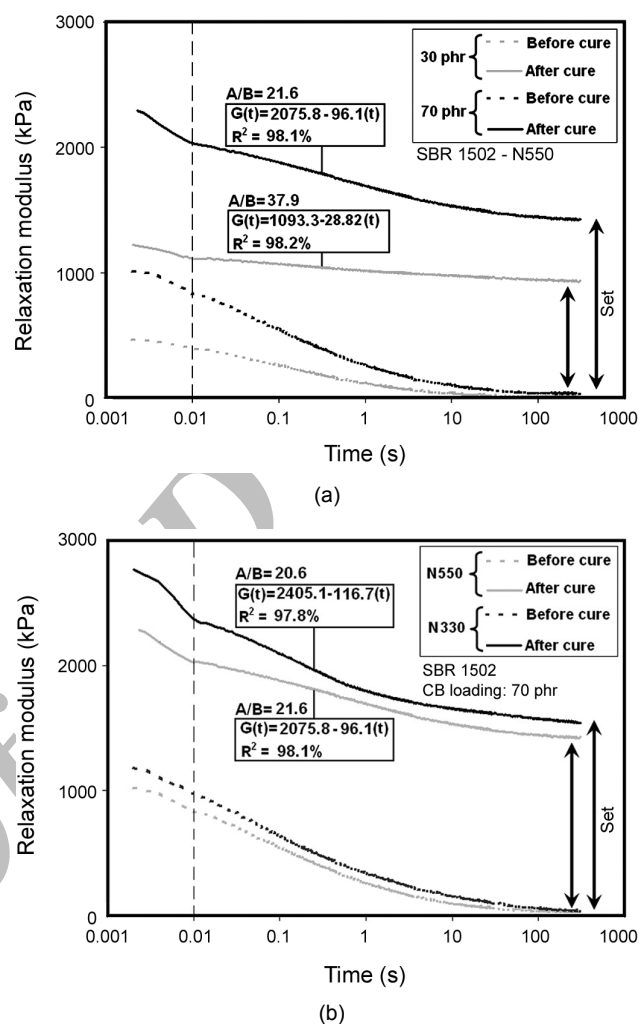 3000
2000
1000
0
Relaxation modulus (kPa)
30 phr
Before cure
After cure
70 phr
Before cure
After cure
SBR 1502 - N550
A/B= 21.6
G(t)=2075.8-96.1(t)
R² = 98.1%
A/B= 37.9
G(t)=1093.3-28.82(t)
R² = 98.2%
Set
0.001 0.01 0.1 1 10 100 1000
Time (s)
(a)
3000
2000
1000
0
Relaxation modulus (kPa)
N550
Before cure
After cure
N330
Before cure
After cure
SBR 1502
CB loading: 70 phr
A/B= 20.6
G(t)=2405.1-116.7(t)
R² = 97.8%
A/B= 21.6
G(t)=2075.8-96.1(t)
R² = 98.1%
Set
0.001 0.01 0.1 1 10 100 1000
Time (s)
(b)